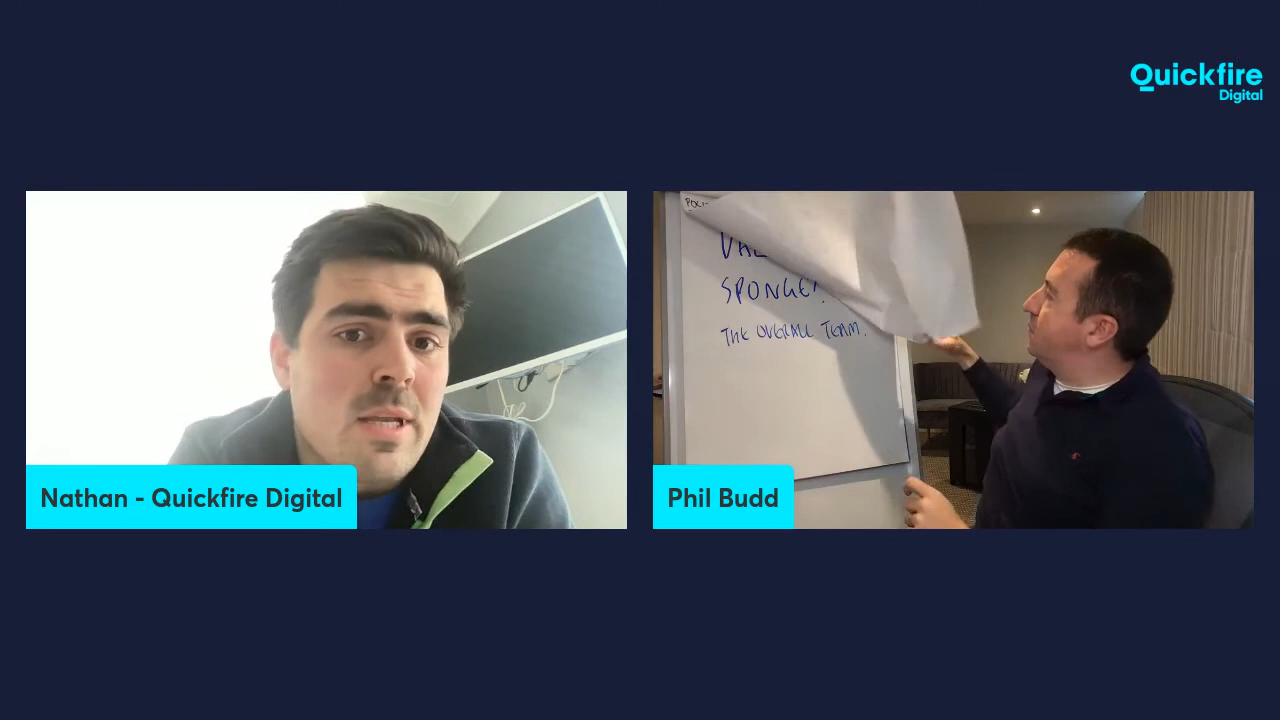 Quickfire
Digital
SPONGE!
THE OVERALL TEAM.
Nathan - Quickfire Digital
Phil Budd